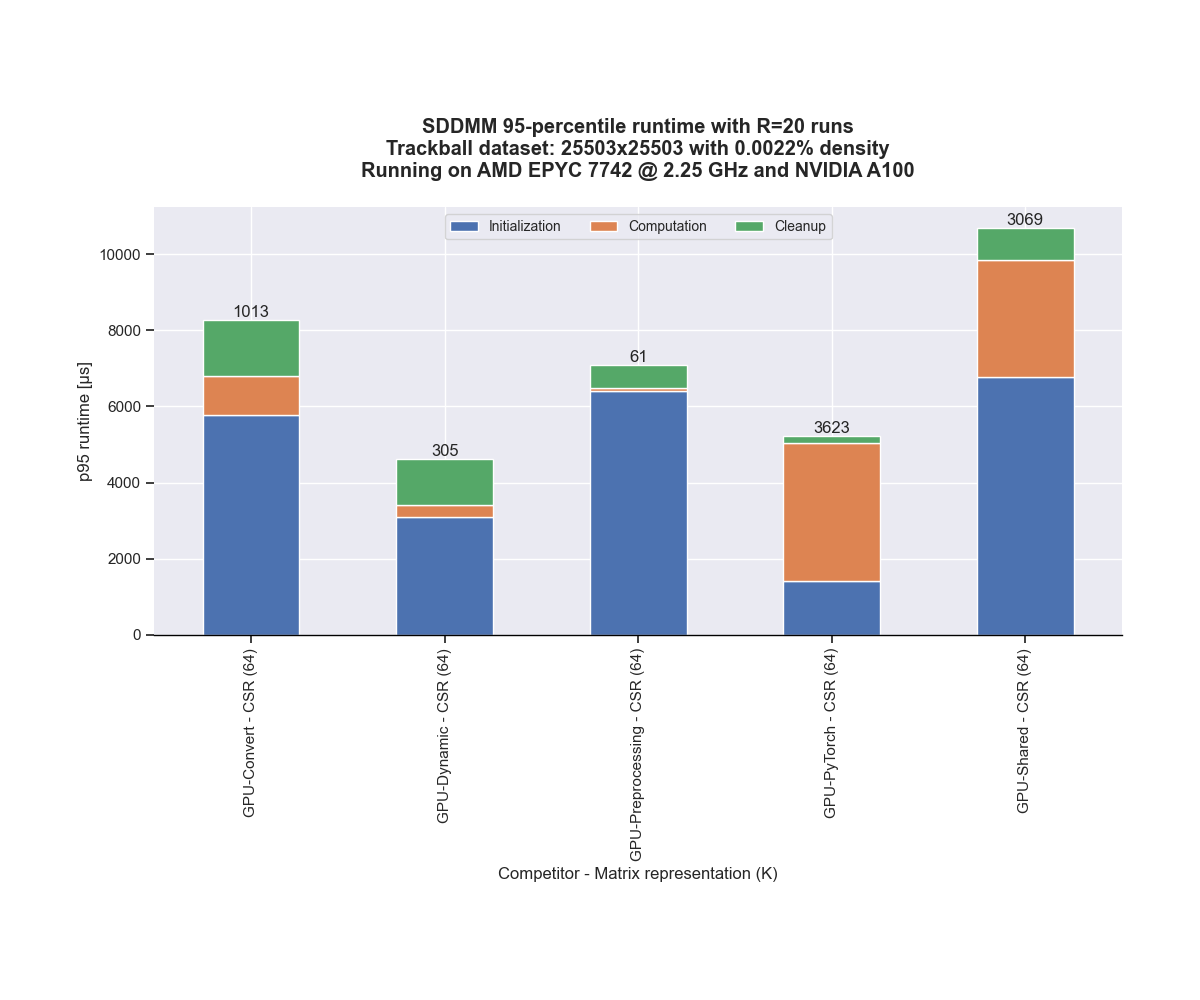 SDDMM 95-percentile runtime with R=20 runs
Trackball dataset: 25503x25503 with 0.0022% density
Running on AMD EPYC 7742 @ 2.25 GHz and NVIDIA A100
Initialization
Computation
Cleanup
p95 runtime [µs]
10000
8000
6000
4000
2000
0
1013
305
61
3623
3069
GPU-Convert - CSR (64)
GPU-Dynamic - CSR (64)
GPU-Preprocessing - CSR (64)
GPU-PyTorch - CSR (64)
GPU-Shared - CSR (64)
Competitor - Matrix representation (K)